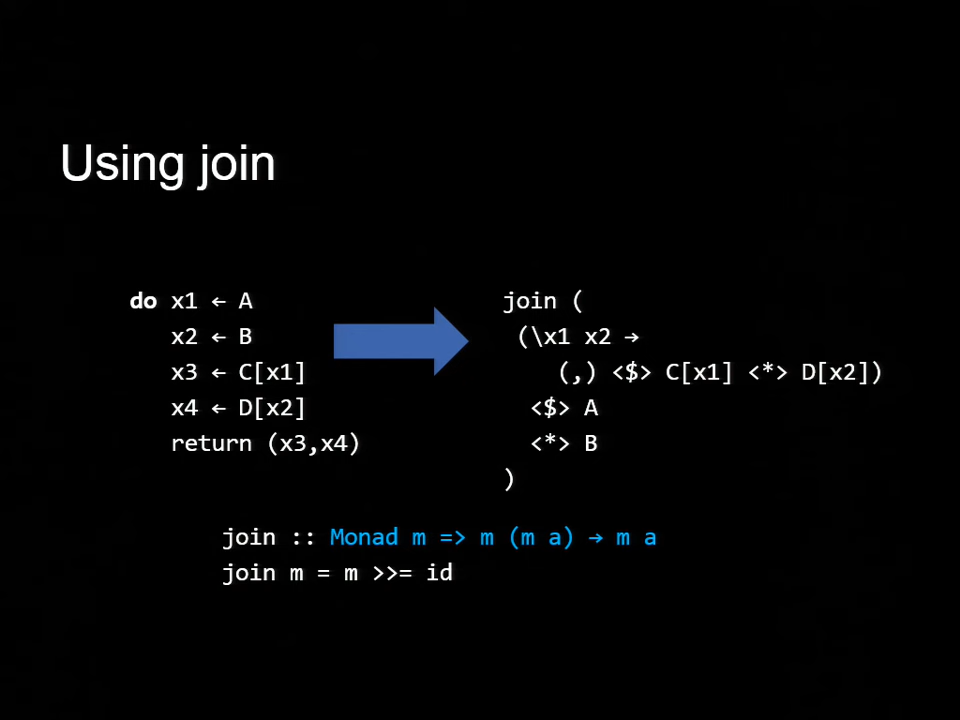 Using join
do x1 ← A
x2 ← B
x3 ← C[x1]
x4 ← D[x2]
return (x3,x4)
join (
(\x1 x2 →
(,) <$> C[x1] <*> D[x2])
<$> A
<*> B
)
join :: Monad m => m (m a) → m a
join m = m >>= id